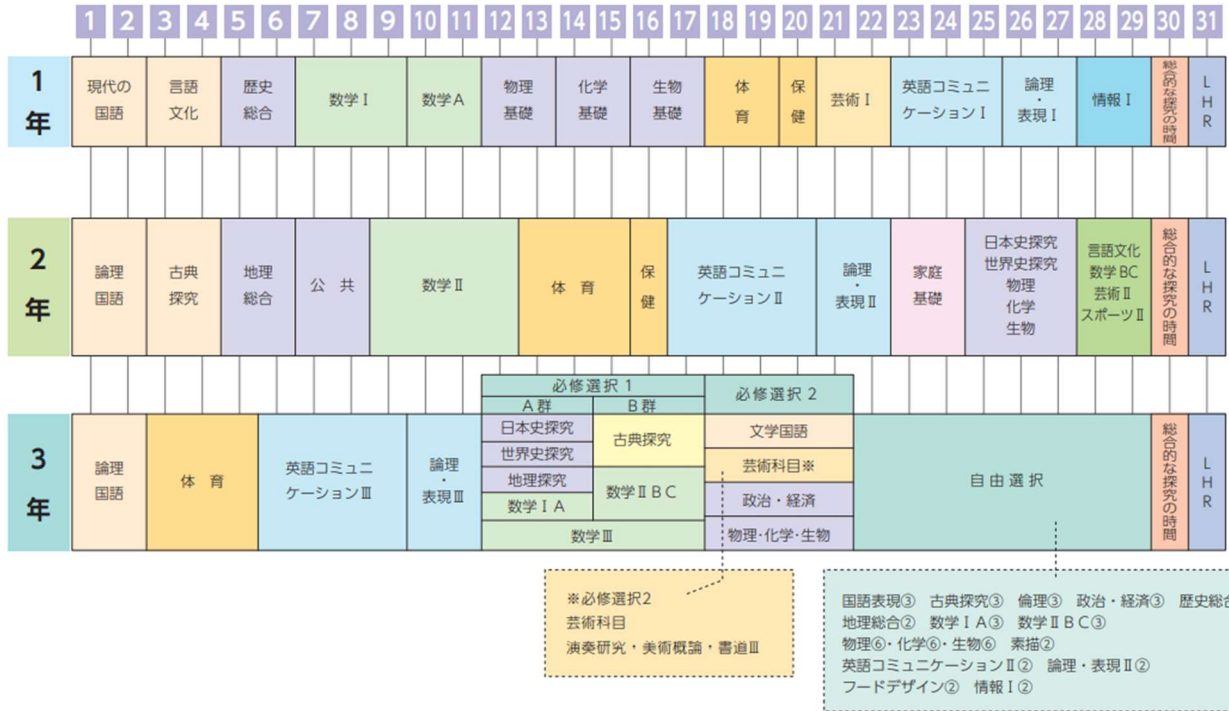 1 2 3 4 5 6 7 8 9 10 11 12 13 14 15 16 17 18 19 20 21 22 23 24 25 26 27 28 29 30 31
1年
現代の
国語
言語
文化
歴史
総合
数学Ⅰ
数学A
物理
基礎
化学
基礎
生物
基礎
体育
保健
芸術Ⅰ
英語コミュニ
ケーションⅠ
論理
・
表現Ⅰ
情報Ⅰ
総合的な探究の時間
LHR
2年
論理
国語
古典
探究
地理
総合
公共
数学Ⅱ
体育
保健
英語コミュニ
ケーションⅡ
論理
・
表現Ⅱ
家庭
基礎
日本史探究
世界史探究
物理
化学
生物
言語文化
数学BC
芸術Ⅱ
スポーツⅡ
総合的な探究の時間
LHR
3年
論理
国語
体育
英語コミュニ
ケーションⅢ
論理
・
表現Ⅲ
必修選択1
A群
B群
日本史探究
世界史探究
地理探究
数学ⅠA
古典探究
数学ⅡBC
数学Ⅲ
必修選択2
文学国語
芸術科目※
政治・経済
物理・化学・生物
自由選択
総合的な探究の時間
LHR
※必修選択2
芸術科目
演奏研究・美術概論・書道Ⅲ
国語表現③ 古典探究③ 倫理③ 政治・経済③ 歴史総合
地理総合② 数学ⅠA③ 数学ⅡBC③
物理⑥・化学⑥・生物⑥ 素描②
英語コミュニケーションⅡ② 論理・表現Ⅱ②
フードデザイン② 情報Ⅰ②